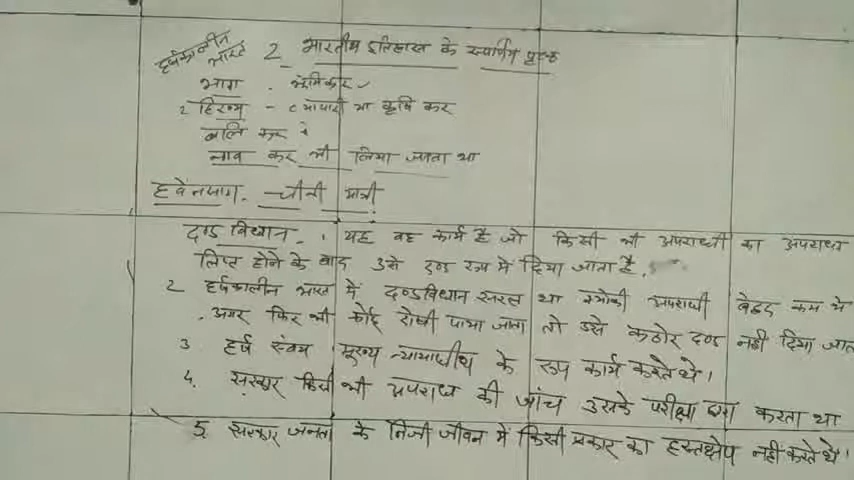 हर्षकालीन भारत
2 भारतीय इतिहास के स्वर्णिम पृष्ठ
भाग - भूमिकर
2 हिरण्य - व्यापारी या कृषि कर
बलि कर :
नाव कर भी लिया जाता था
ह्वेनसांग - चीनी यात्री
दण्ड विधान - यह वह कार्य है जो किसी भी अपराधी का अपराध
लिप्त होने के बाद उसे दण्ड रूप में दिया जाता है.
2 हर्षकालीन भारत में दण्डविधान सरल था अपराधी बेहद कम थे
अगर फिर भी कोई दोषी पाया जाता तो उसे कठोर दण्ड नही दिया जात
3 हर्ष स्वंम मुख्य न्यायाधीय के रूप कार्य करते थे।
4. सरकार किसी भी अपराध की जांच उसके परीक्षा द्वारा करता था
5. सरकार जनता के निजी जीवन में किसी प्रकार का हस्तक्षेप नहीं करते थे।